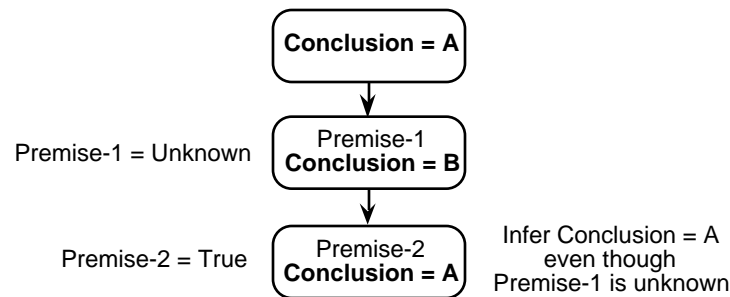 Conclusion = A
Premise-1 = Unknown
Premise-1
Conclusion = B
Premise-2 = True
Premise-2
Conclusion = A
Infer Conclusion = A
even though
Premise-1 is unknown